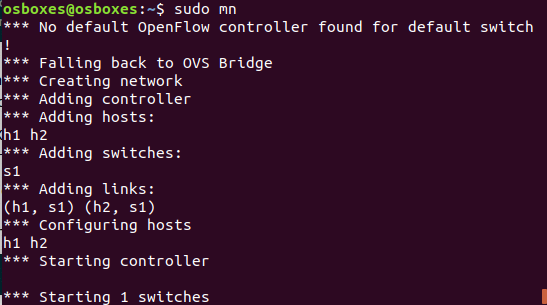 osboxes@osboxes:~$ sudo mn
*** No default OpenFlow controller found for default switch
!
*** Falling back to OVS Bridge
*** Creating network
*** Adding controller
*** Adding hosts:
h1 h2
*** Adding switches:
s1
*** Adding links:
(h1, s1) (h2, s1)
*** Configuring hosts
h1 h2
*** Starting controller
*** Starting 1 switches